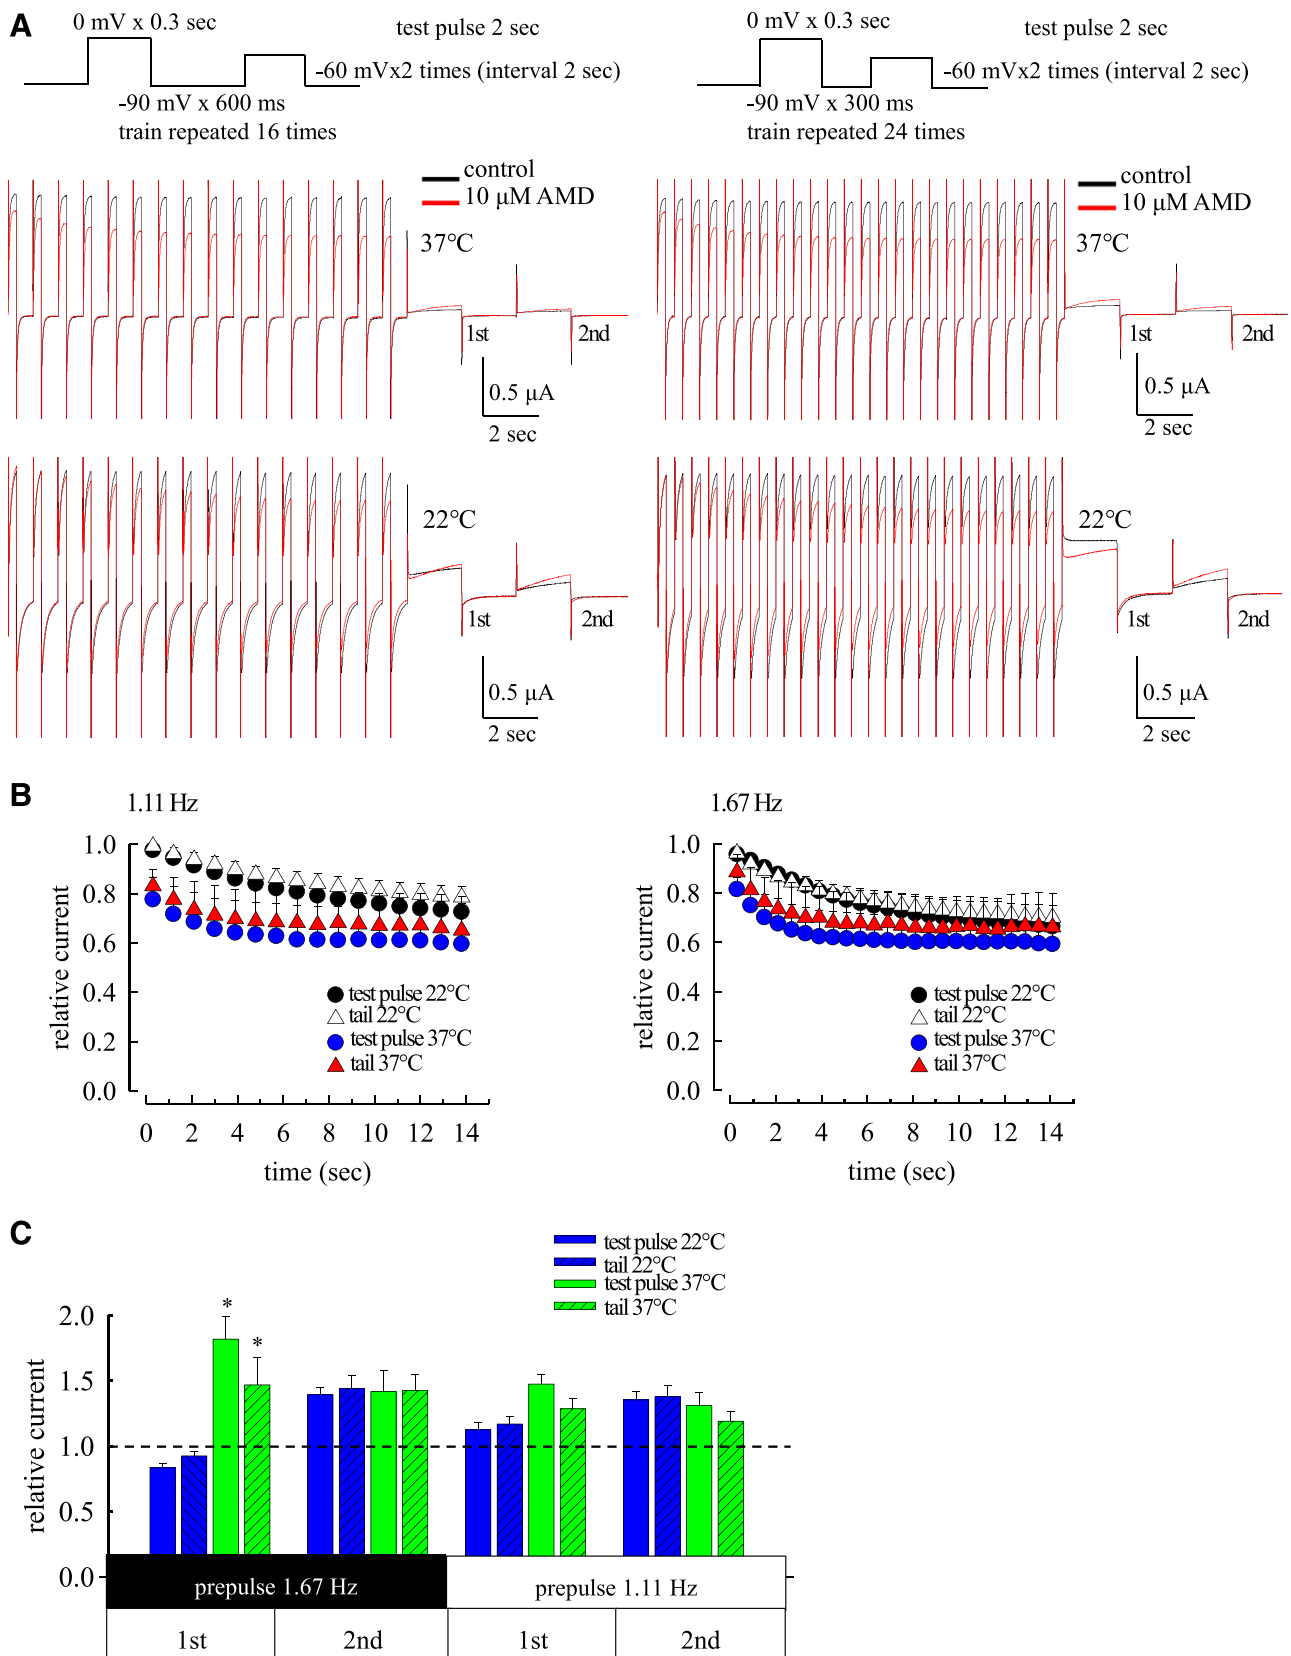 A
0 mV x 0.3 sec
test pulse 2 sec
-60 mVx2 times (interval 2 sec)
-90 mV x 600 ms
train repeated 16 times
0 mV x 0.3 sec
test pulse 2 sec
-60 mVx2 times (interval 2 sec)
-90 mV x 300 ms
train repeated 24 times
control
10 µM AMD
37°C
1st
2nd
0.5 µA
2 sec
control
10 µM AMD
37°C
1st
2nd
0.5 µA
2 sec
22°C
1st
2nd
0.5 µA
2 sec
22°C
1st
2nd
0.5 µA
2 sec
B
1.11 Hz
relative current
1.0
0.8
0.6
0.4
0.2
0.0
test pulse 22°C
tail 22°C
test pulse 37°C
tail 37°C
0 2 4 6 8 10 12 14
time (sec)
1.67 Hz
relative current
1.0
0.8
0.6
0.4
0.2
0.0
test pulse 22°C
tail 22°C
test pulse 37°C
tail 37°C
0 2 4 6 8 10 12 14
time (sec)
C
test pulse 22°C
tail 22°C
test pulse 37°C
tail 37°C
relative current
2.0
1.5
1.0
0.5
0.0
*
*
prepulse 1.67 Hz
prepulse 1.11 Hz
1st
2nd
1st
2nd